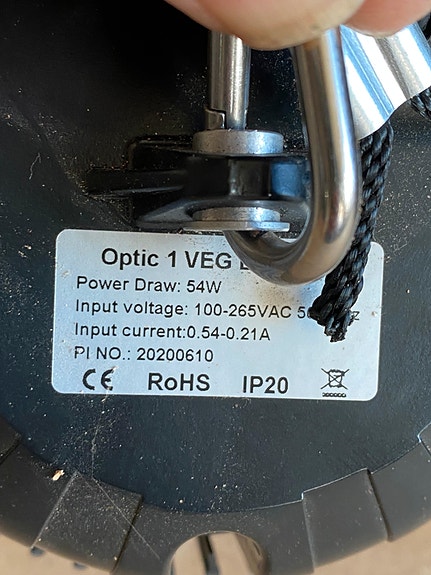 Optic 1 VEG
Power Draw: 54W
Input voltage: 100-265VAC
Input current:0.54-0.21A
PI NO.: 20200610
CE RoHS IP20